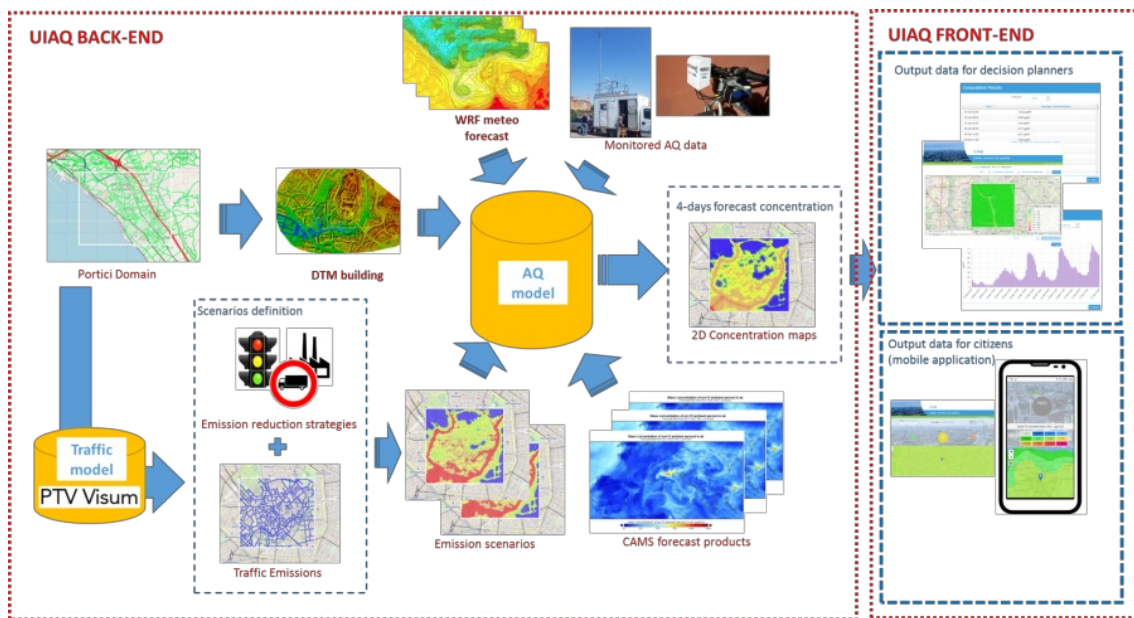 UIAQ BACK-END
WRF meteo
forecast
Monitored AQ data
Portici Domain
DTM building
AQ
model
4-days forecast concentration
2D Concentration maps
Scenarios definition
Emission reduction strategies
+
Traffic Emissions
Traffic
model
PTV Visum
Emission scenarios
CAMS forecast products
UIAQ FRONT-END
Output data for decision planners
Computation Results
Output data for citizens
(mobile application)